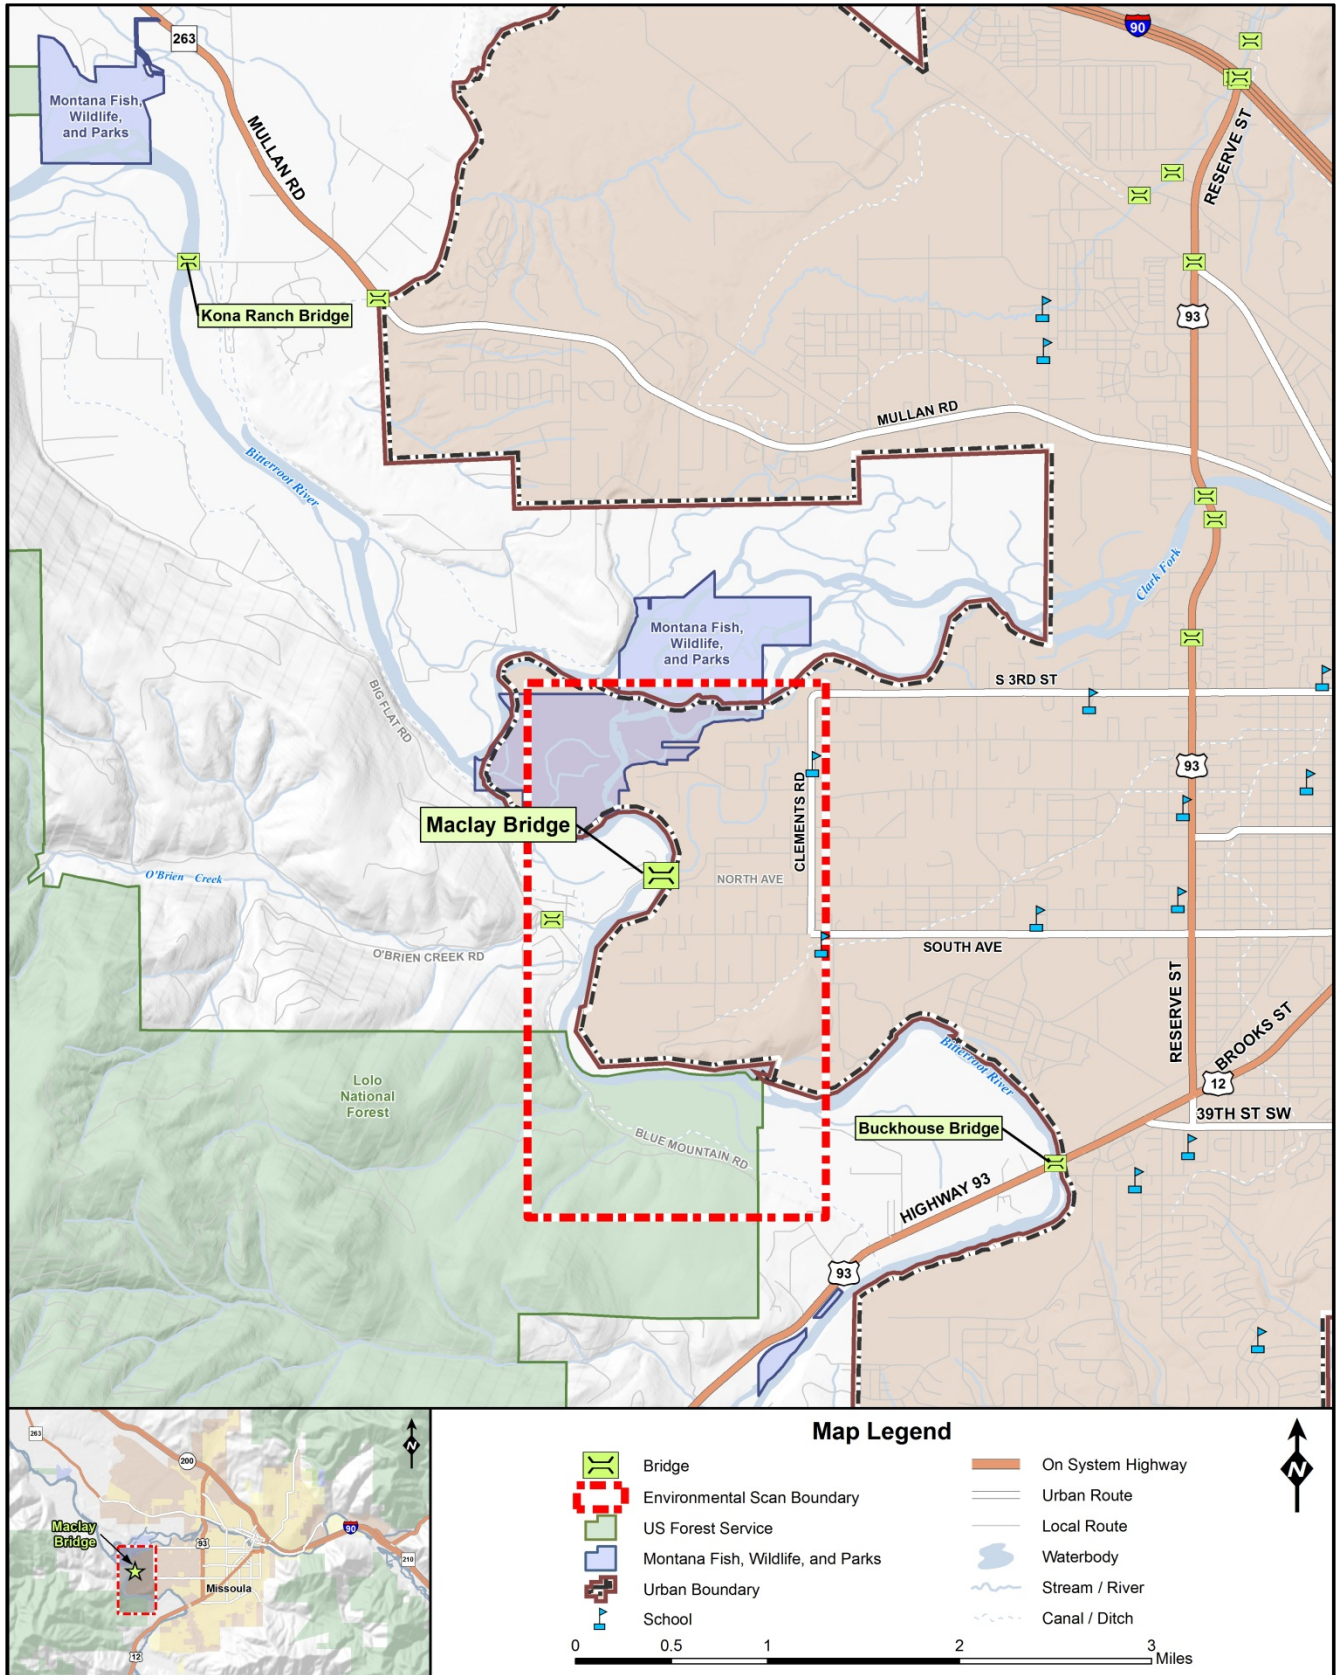 263
90
Montana Fish,
Wildlife,
and Parks
MULLAN RD
RESERVE ST
Kona Ranch Bridge
93
MULLAN RD
Bitterroot River
Clark Fork
Montana Fish,
Wildlife,
and Parks
S 3RD ST
BIG FLAT RD
93
Maclay Bridge
CLEMENTS RD
NORTH AVE
O'Brien Creek
O'BRIEN CREEK RD
SOUTH AVE
RESERVE ST
BROOKS ST
Bitterroot River
Lolo
National
Forest
12
39TH ST SW
Buckhouse Bridge
BLUE MOUNTAIN RD
HIGHWAY 93
93
263
200
N
Maclay
Bridge
93
90
210
Missoula
12
Map Legend
Bridge
Environmental Scan Boundary
US Forest Service
Montana Fish, Wildlife, and Parks
Urban Boundary
School
On System Highway
Urban Route
Local Route
Waterbody
Stream / River
Canal / Ditch
N
0 0.5 1 2 3
Miles